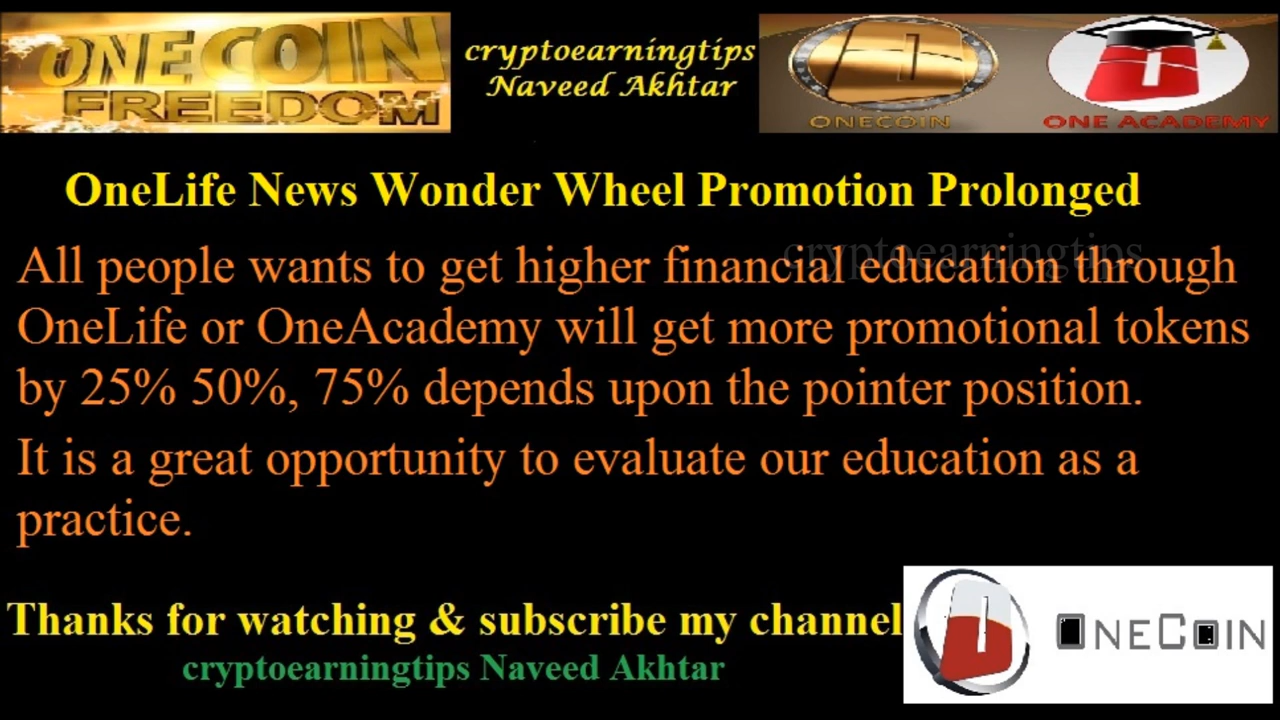 ONE COIN
FREEDOM
cryptoearningtips
Naveed Akhtar
ONECOIN
ONE ACADEMY
OneLife News Wonder Wheel Promotion Prolonged
cryptoearningtips
All people wants to get higher financial education through
OneLife or OneAcademy will get more promotional tokens
by 25% 50%, 75% depends upon the pointer position.
It is a great opportunity to evaluate our education as a
practice.
Thanks for watching & subscribe my channel
cryptoearningtips Naveed Akhtar
ONECOIN